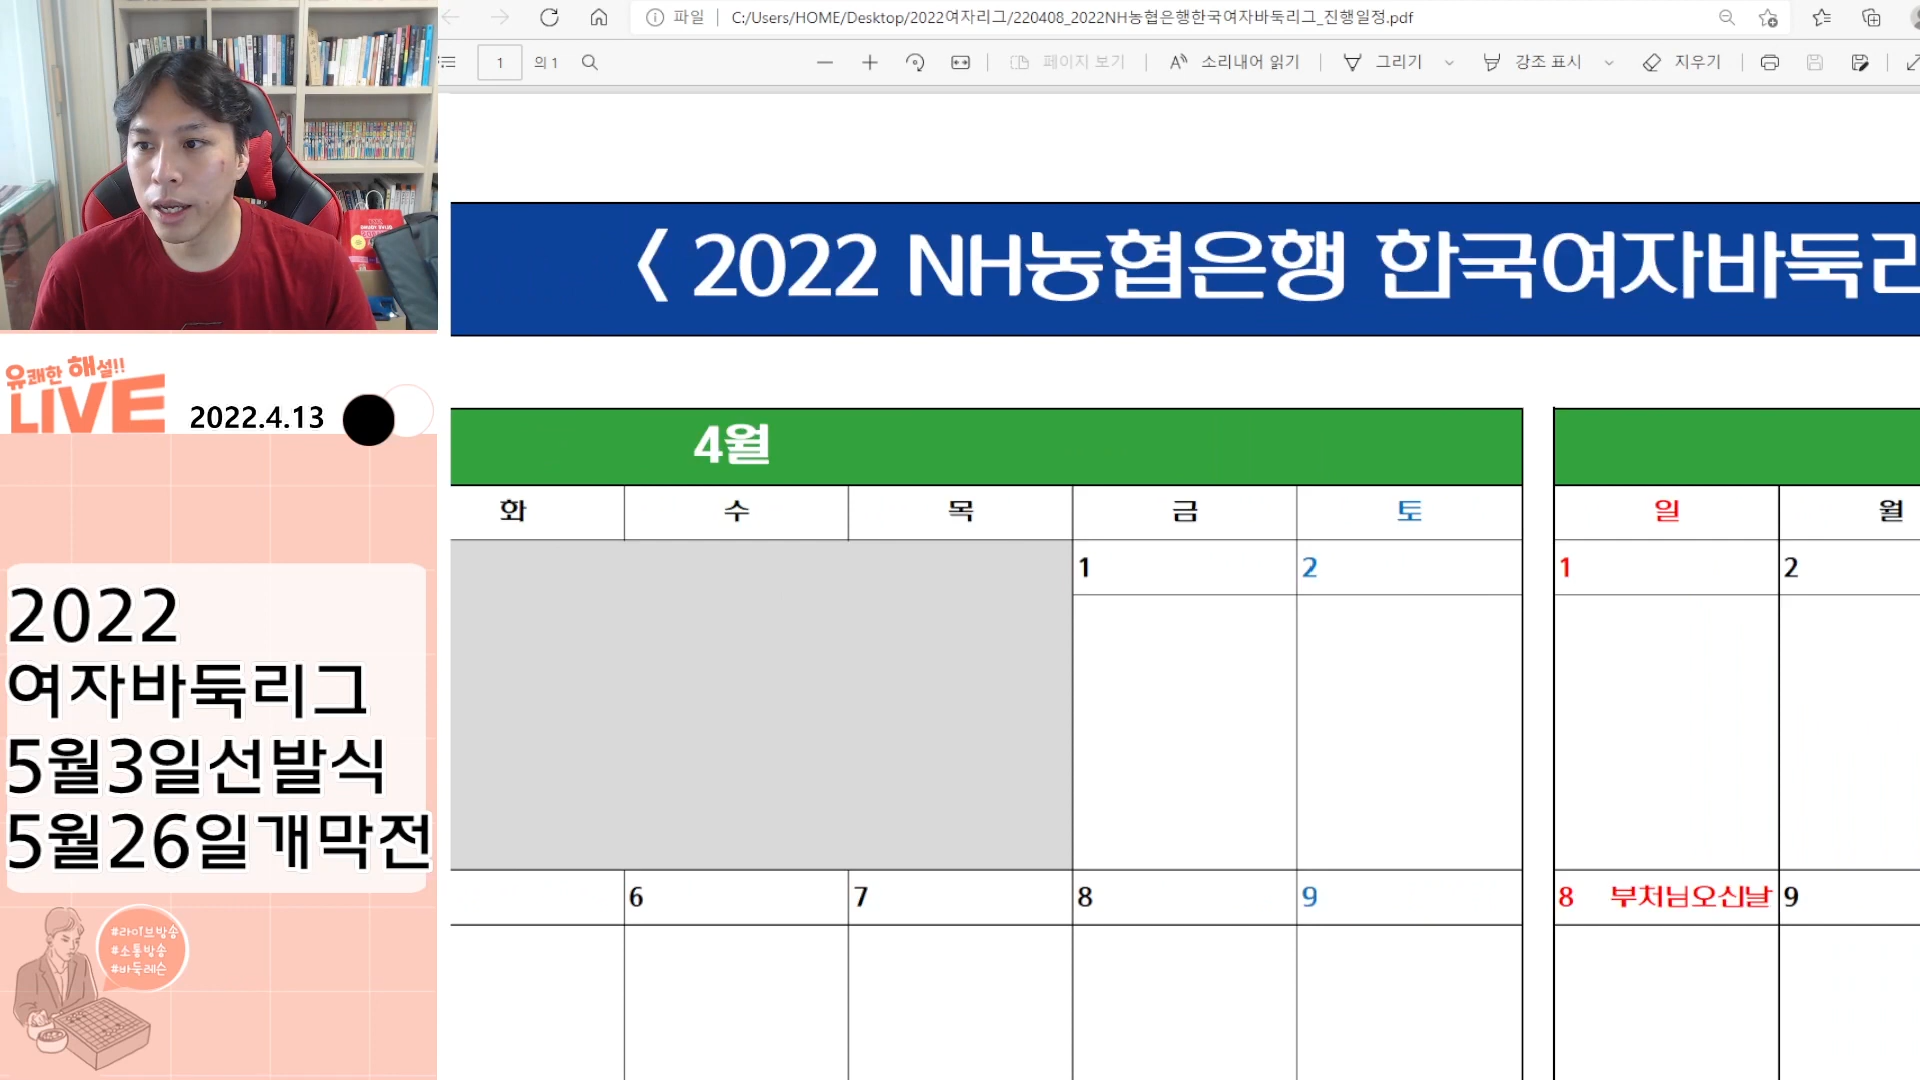 파일
C:/Users/HOME/Desktop/2022여자리그/220408_2022NH농협은행한국여자바둑리그_진행일정.pdf
1
의 1
페이지 보기
소리내어 읽기
그리기
강조 표시
지우기
〈 2022 NH농협은행 한국여자바둑리
유쾌한 해설!!
LIVE
2022.4.13
4월
화 수 목 금 토
일 월
1 2
1 2
2022
여자바둑리그
5월3일선발식
5월26일개막전
6 7 8 9
8 부처님오신날 9
#라이브방송
#소통방송
#바둑레슨